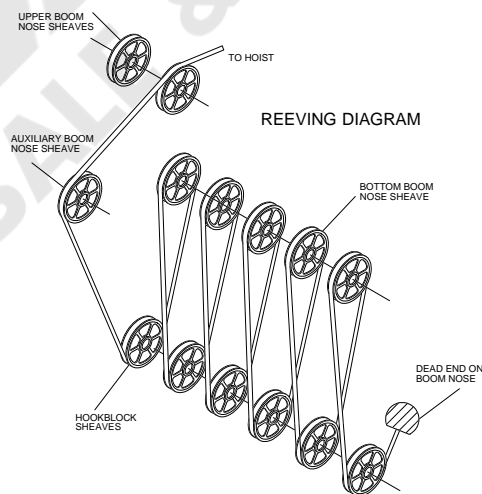 UPPER BOOM
NOSE SHEAVES
TO HOIST
REEVING DIAGRAM
AUXILIARY BOOM
NOSE SHEAVE
BOTTOM BOOM
NOSE SHEAVE
DEAD END ON
BOOM NOSE
HOOKBLOCK
SHEAVES
SALE &